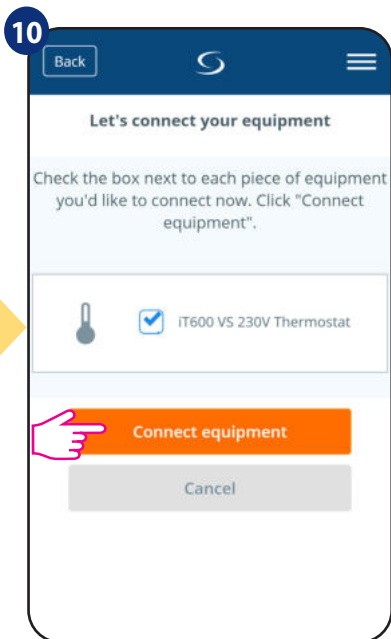 10
Back
Let's connect your equipment
Check the box next to each piece of equipment
you'd like to connect now. Click "Connect
equipment".
iT600 VS 230V Thermostat
Connect equipment
Cancel